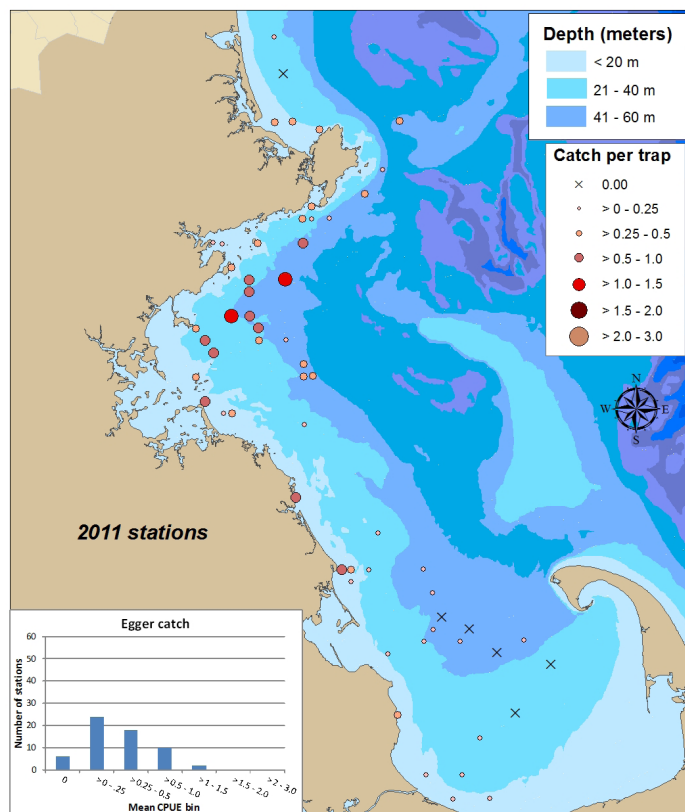 Depth (meters)
< 20 m
21 - 40 m
41 - 60 m
Catch per trap
0.00
> 0 - 0.25
> 0.25 - 0.5
> 0.5 - 1.0
> 1.0 - 1.5
> 1.5 - 2.0
> 2.0 - 3.0
N
W E
S
2011 stations
Egger catch
Number of stations
60
50
40
30
20
10
0
0
> 0 - .25
> 0.25 - 0.5
>0.5 - 1.0
> 1 - 1.5
> 1.5 - 2.0
> 2 - 3.0
Mean CPUE bin